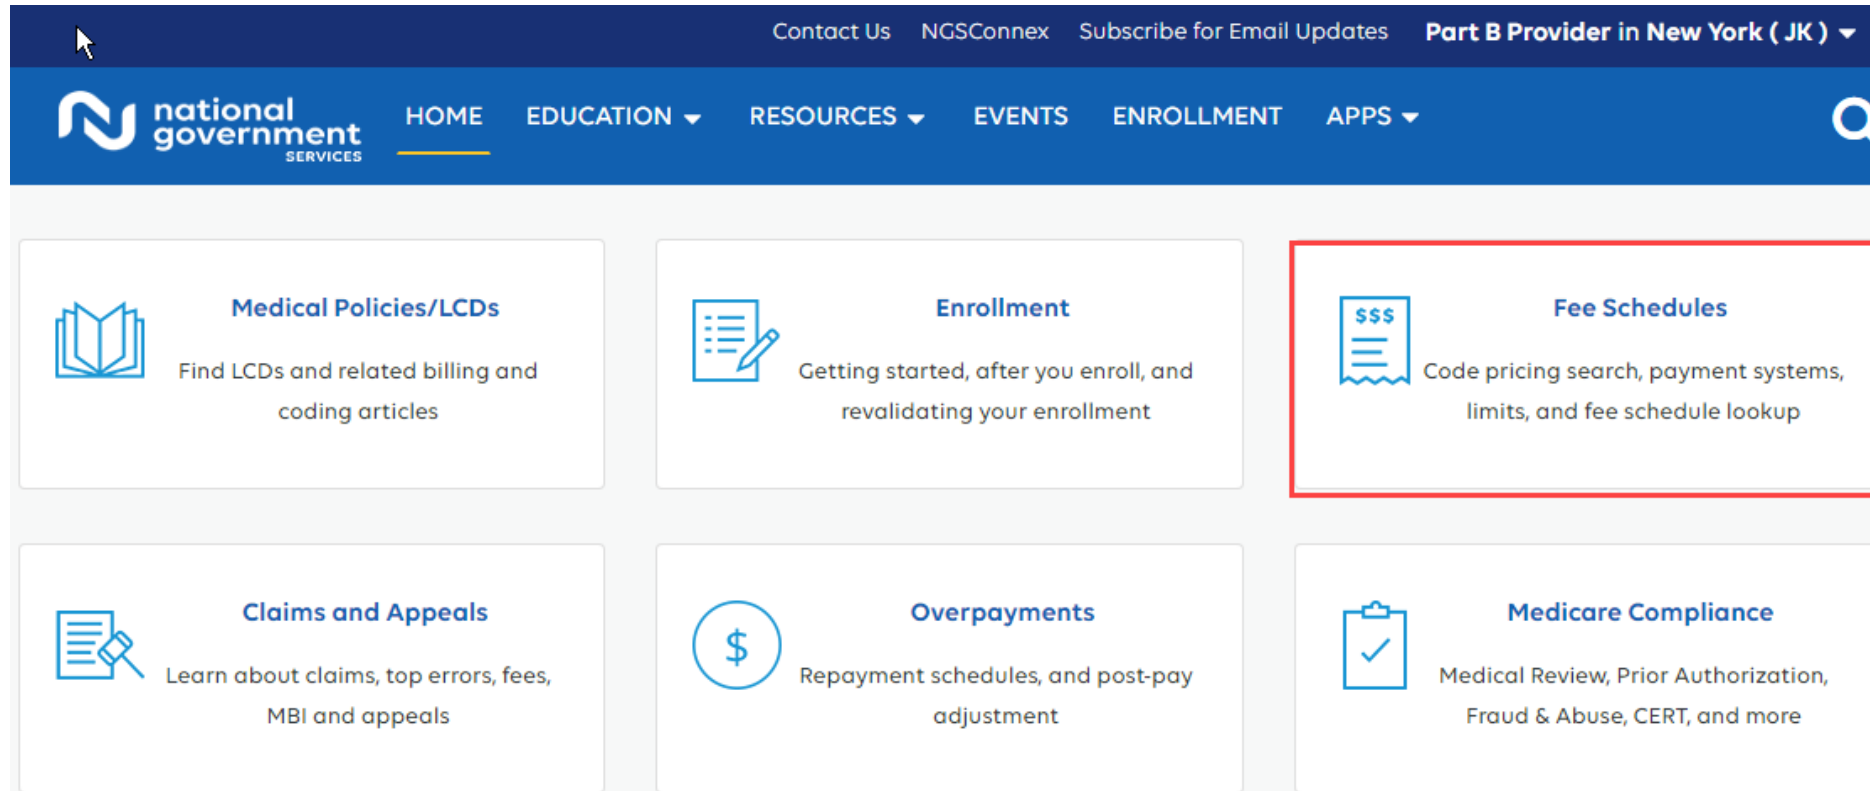 Contact Us NGSConnex Subscribe for Email Updates Part B Provider in New York ( JK )
national
government
SERVICES
HOME EDUCATION RESOURCES EVENTS ENROLLMENT APPS
Medical Policies/LCDs
Find LCDs and related billing and
coding articles
Enrollment
Getting started, after you enroll, and
revalidating your enrollment
$$$
Fee Schedules
Code pricing search, payment systems,
limits, and fee schedule lookup
Claims and Appeals
Learn about claims, top errors, fees,
MBI and appeals
$
Overpayments
Repayment schedules, and post-pay
adjustment
Medicare Compliance
Medical Review, Prior Authorization,
Fraud & Abuse, CERT, and more